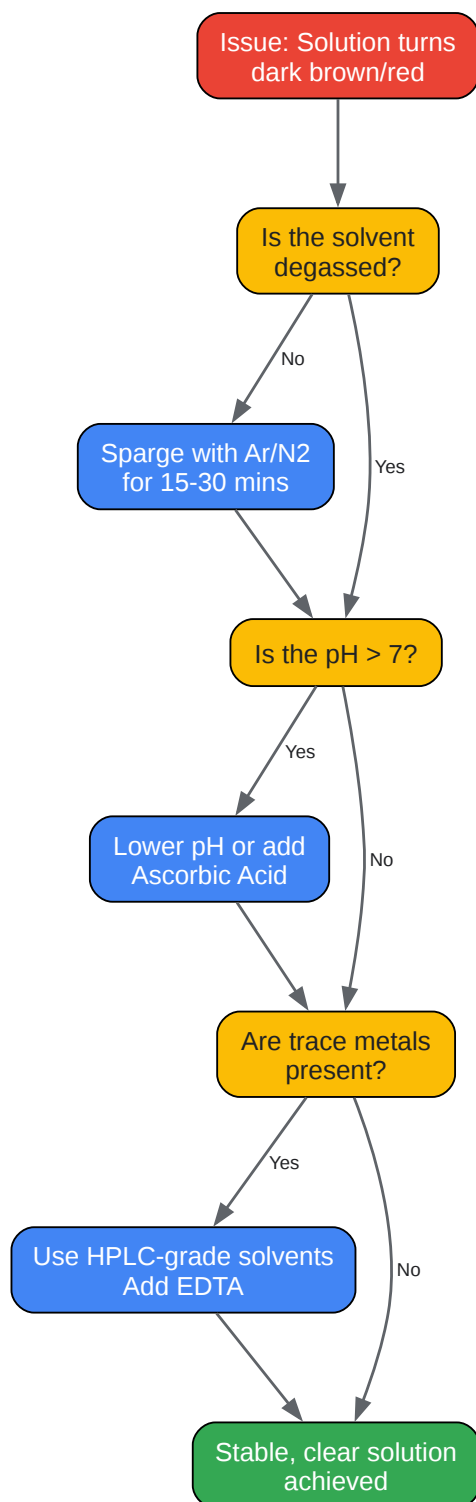 Issue: Solution turns
dark brown/red
Is the solvent
degassed?
No
Sparge with Ar/N2
for 15-30 mins
Yes
Is the pH > 7?
Yes
Lower pH or add
Ascorbic Acid
No
Are trace metals
present?
Yes
Use HPLC-grade solvents
Add EDTA
No
Stable, clear solution
achieved